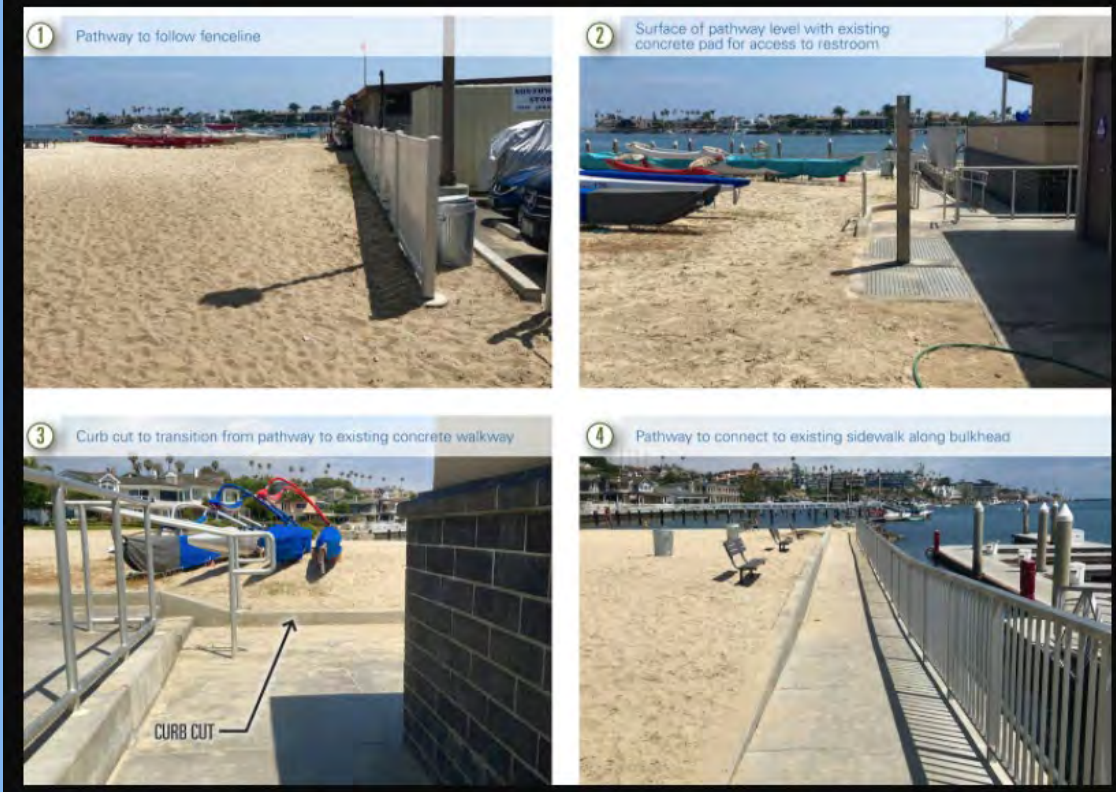 1 Pathway to follow fenceline
2 Surface of pathway level with existing
concrete pad for access to restroom
3 Curb cut to transition from pathway to existing concrete walkway
CURB CUT
4 Pathway to connect to existing sidewalk along bulkhead